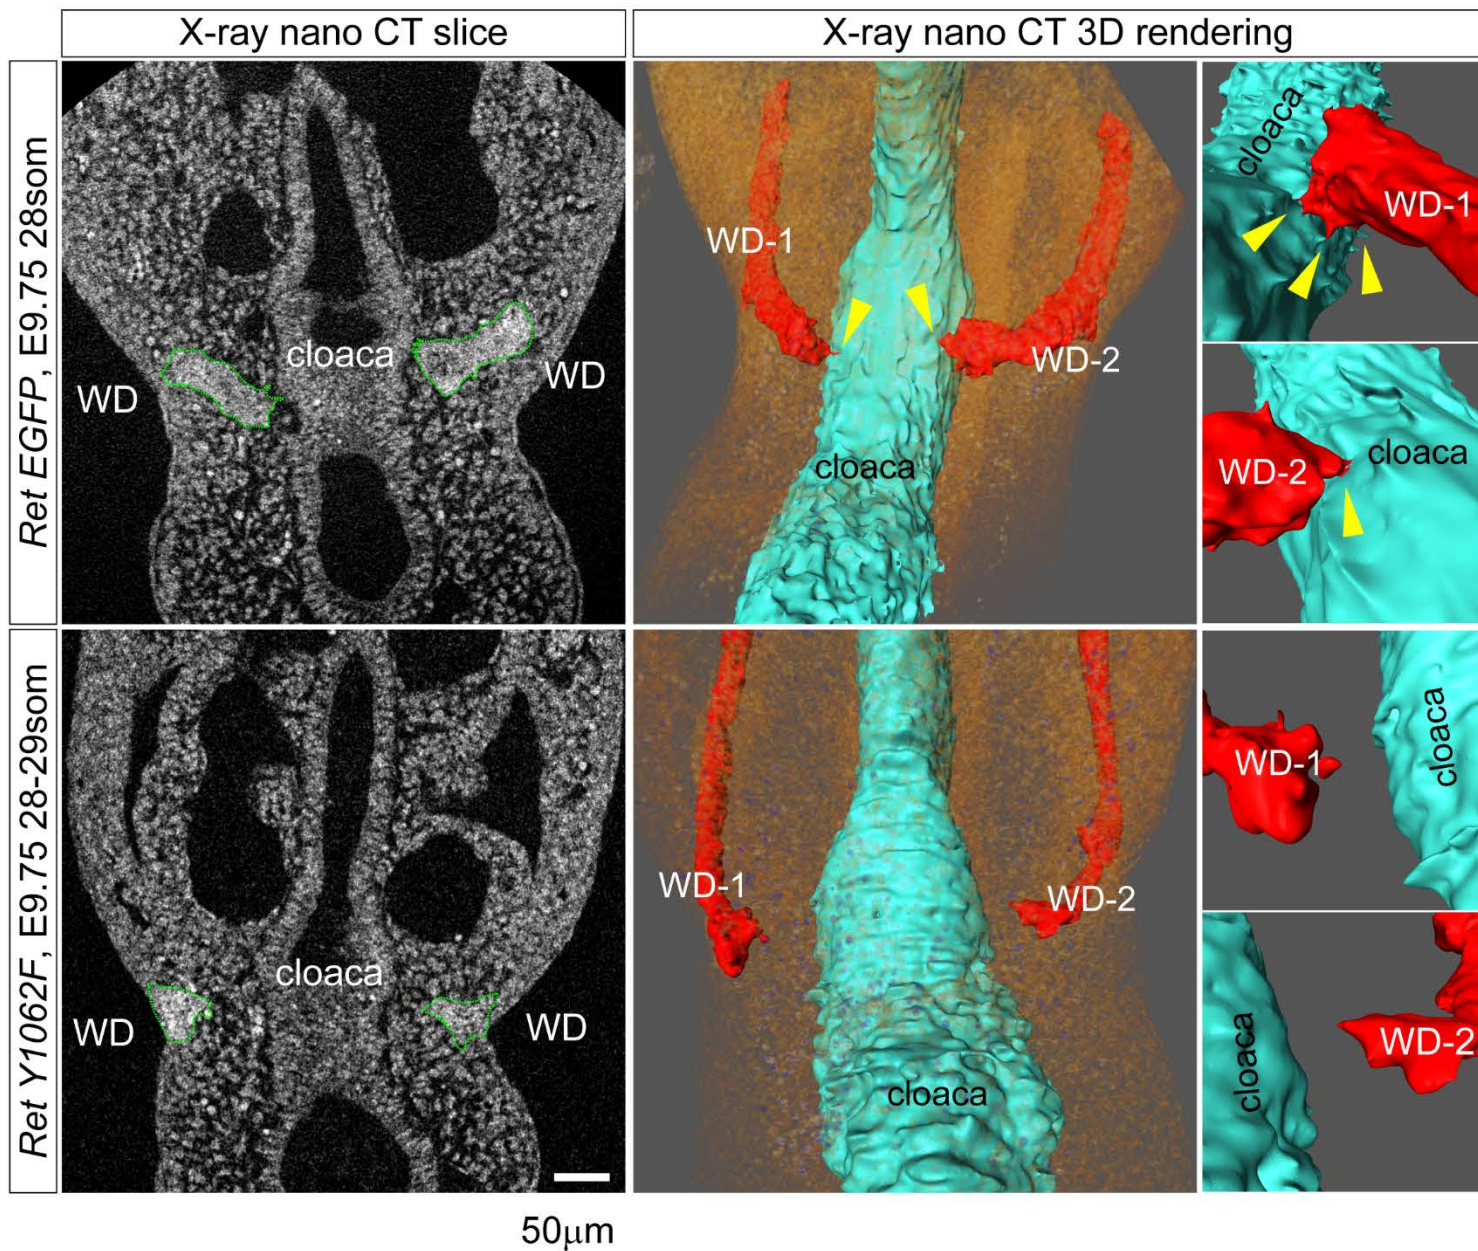 X-ray nano CT slice
X-ray nano CT 3D rendering
Ret EGFP, E9.75 28som
WD
cloaca
WD
WD-1
WD-2
cloaca
cloaca
WD-1
WD-2
cloaca
Ret Y1062F, E9.75 28-29som
WD
cloaca
WD
WD-1
WD-2
cloaca
WD-1
cloaca
cloaca
WD-2
50μm